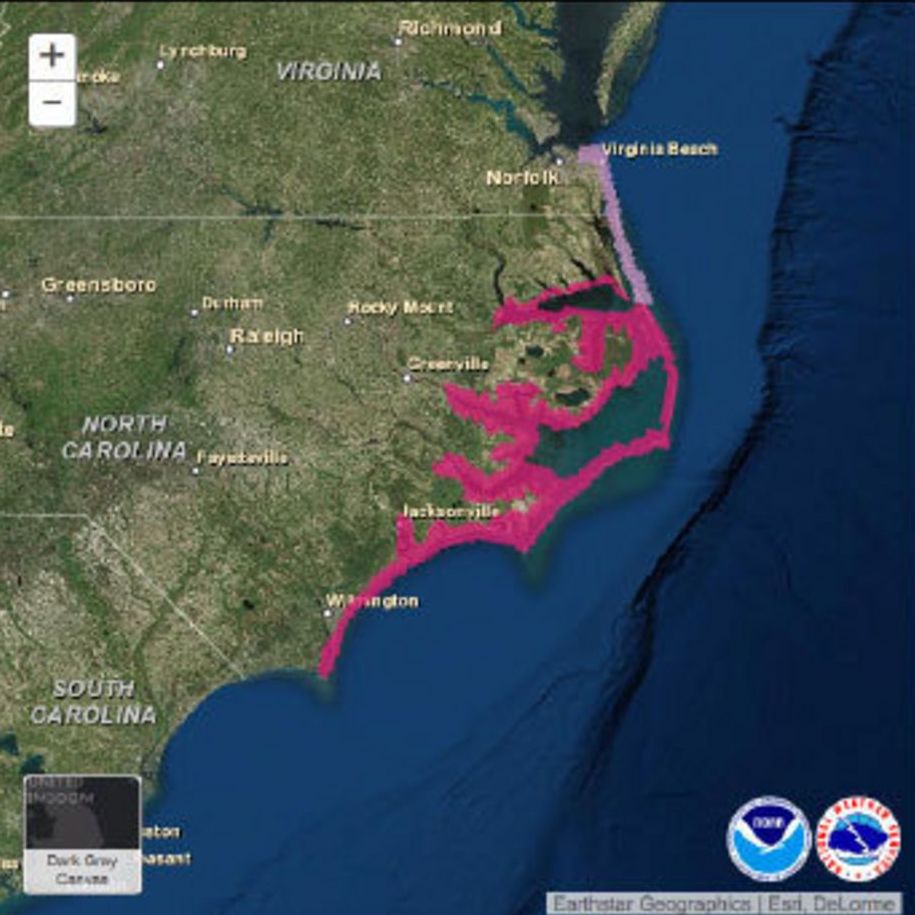 +
Richmond
Lynchburg
VIRGINIA
noke
−
Virginia Beach
Norfolk
Greensboro
Durham
Rocky Mount
Raleigh
Greenville
NORTH
CAROLINA
Fayetteville
Jacksonville
Wilmington
SOUTH
CAROLINA
UNITED
KINGDOM
NOAA
NATIONAL WEATHER SERVICE
ston
Dark Gray
Canvas
easant
Earthstar Geographics | Esri, DeLorme